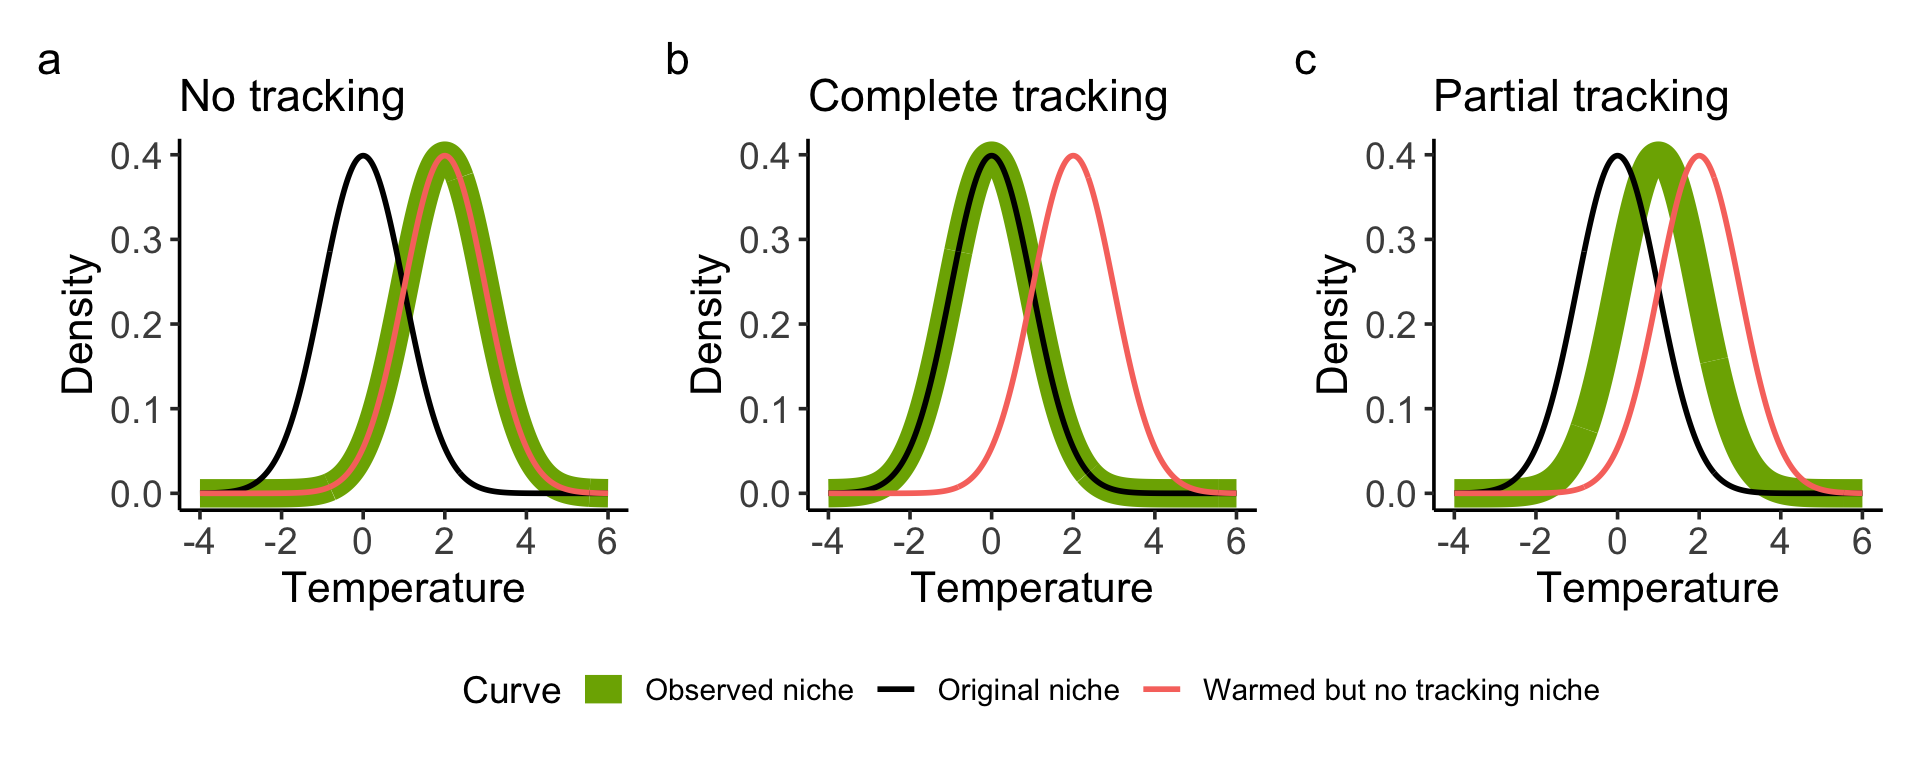 a
No tracking
0.4
0.3
0.2
0.1
0.0
Density
-4 -2 0 2 4 6
Temperature
b
Complete tracking
0.4
0.3
0.2
0.1
0.0
Density
-4 -2 0 2 4 6
Temperature
c
Partial tracking
0.4
0.3
0.2
0.1
0.0
Density
-4 -2 0 2 4 6
Temperature
Curve Observed niche Original niche Warmed but no tracking niche